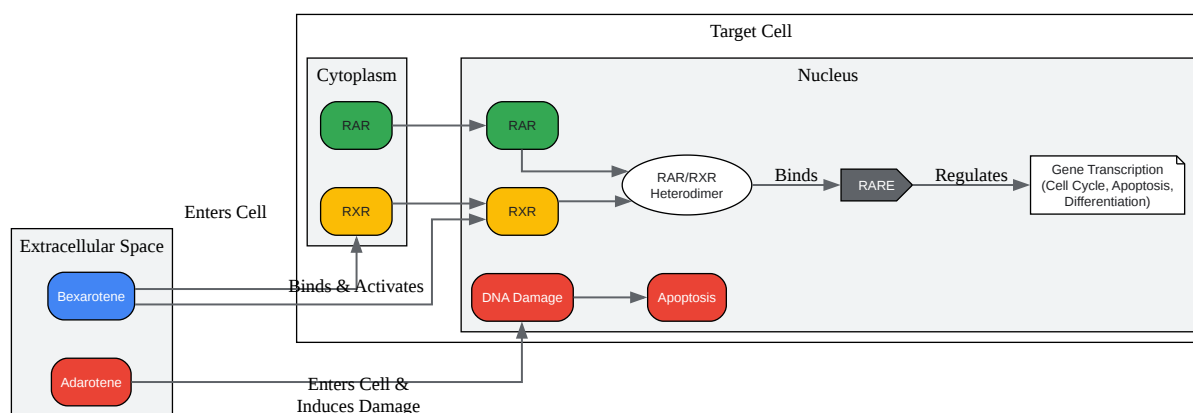 Target Cell
Cytoplasm
Nucleus
RAR
RAR
RAR/RXR
Heterodimer
Binds
RARE
Regulates
Gene Transcription
(Cell Cycle, Apoptosis,
Differentiation)
RXR
RXR
Enters Cell
Extracellular Space
Bexarotene
Binds & Activates
DNA Damage
Apoptosis
Adarotene
Enters Cell &
Induces Damage